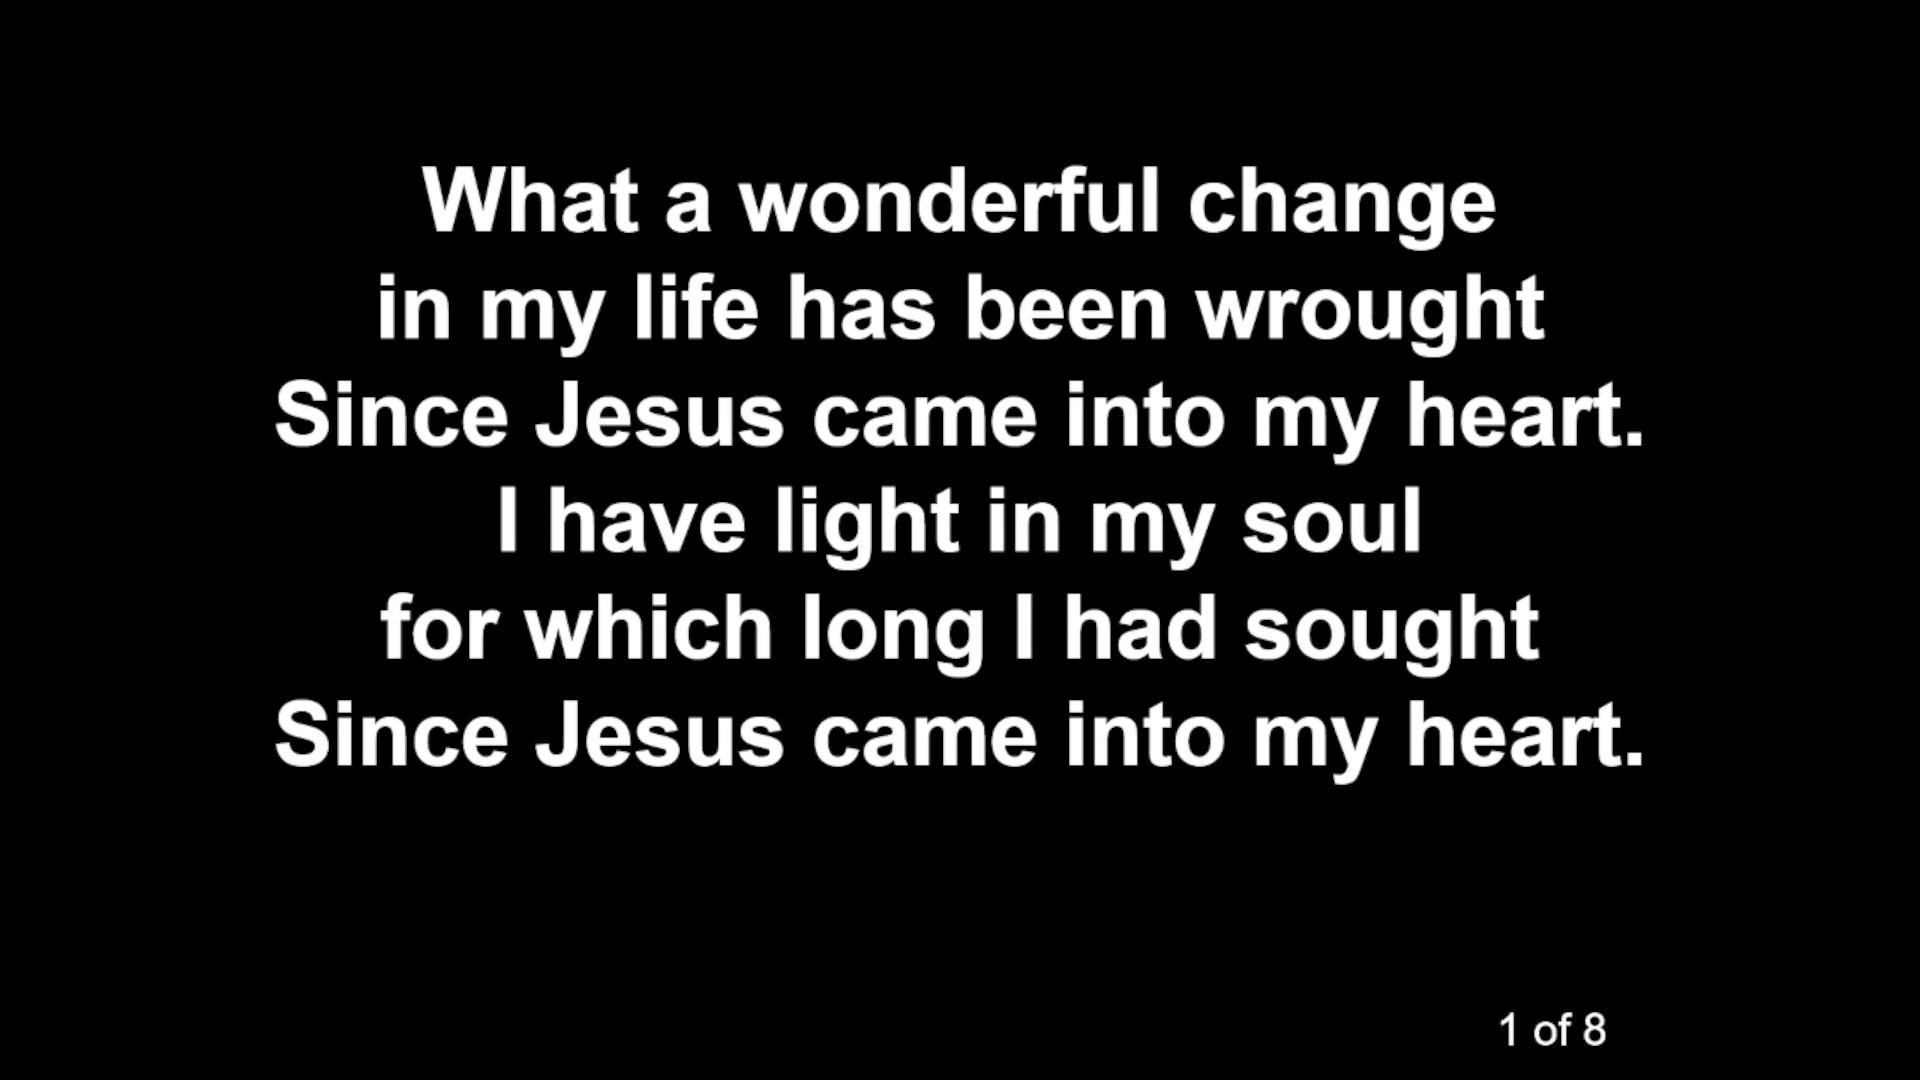 What a wonderful change
in my life has been wrought
Since Jesus came into my heart.
I have light in my soul
for which long I had sought
Since Jesus came into my heart.
1 of 8